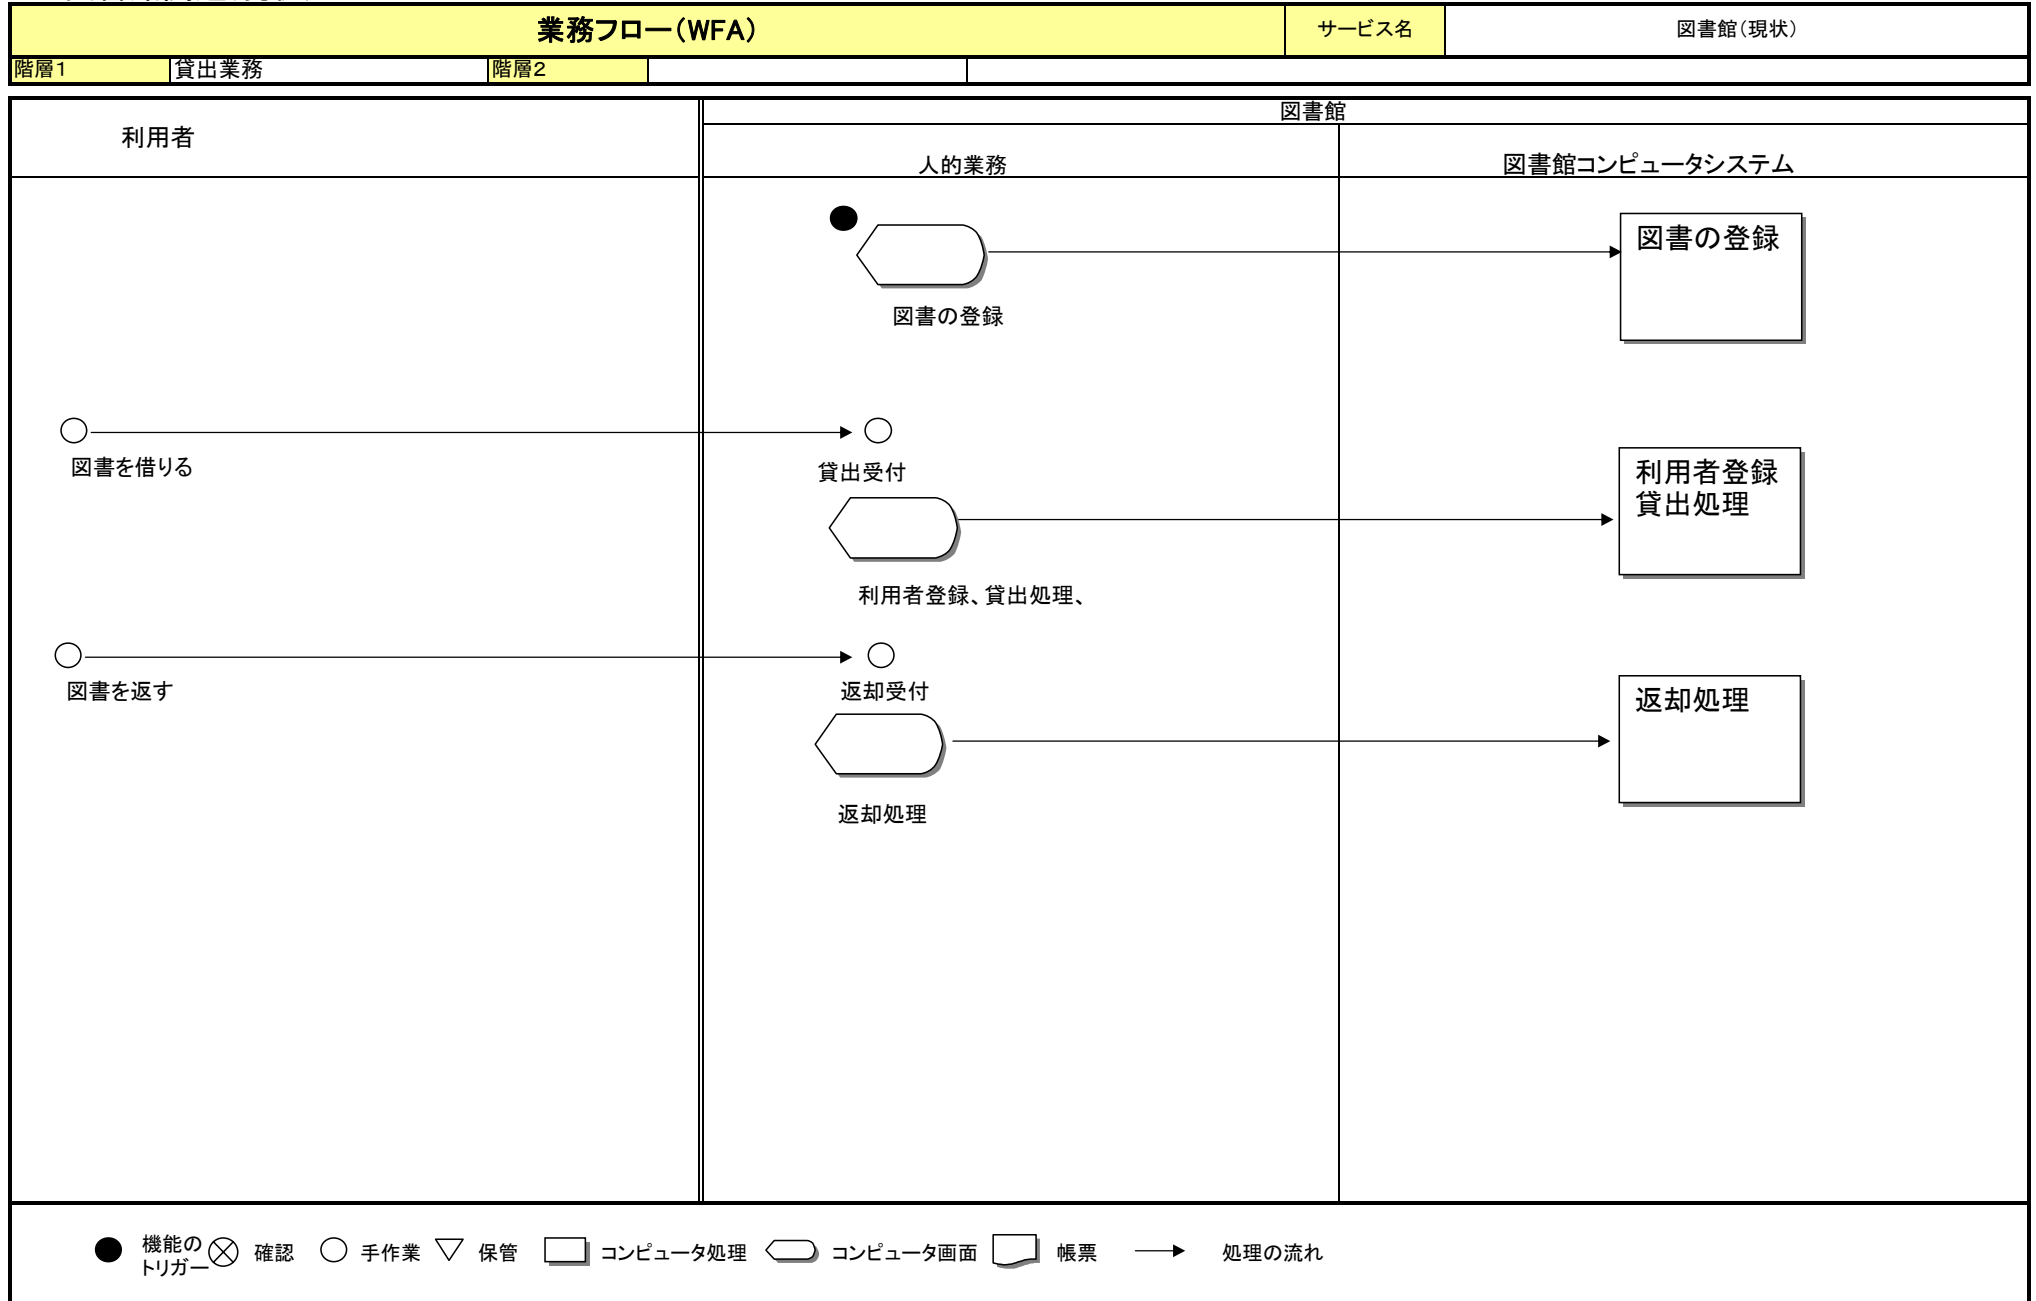 業務フロー(WFA)
サービス名
図書館(現状)
階層1
貸出業務
階層2
利用者
図書館
人的業務
図書館コンピュータシステム
図書の登録
図書の登録
図書を借りる
貸出受付
利用者登録
貸出処理
利用者登録、貸出処理、
図書を返す
返却受付
返却処理
返却処理
機能の
トリガー
確認
手作業
保管
コンピュータ処理
コンピュータ画面
帳票
処理の流れ